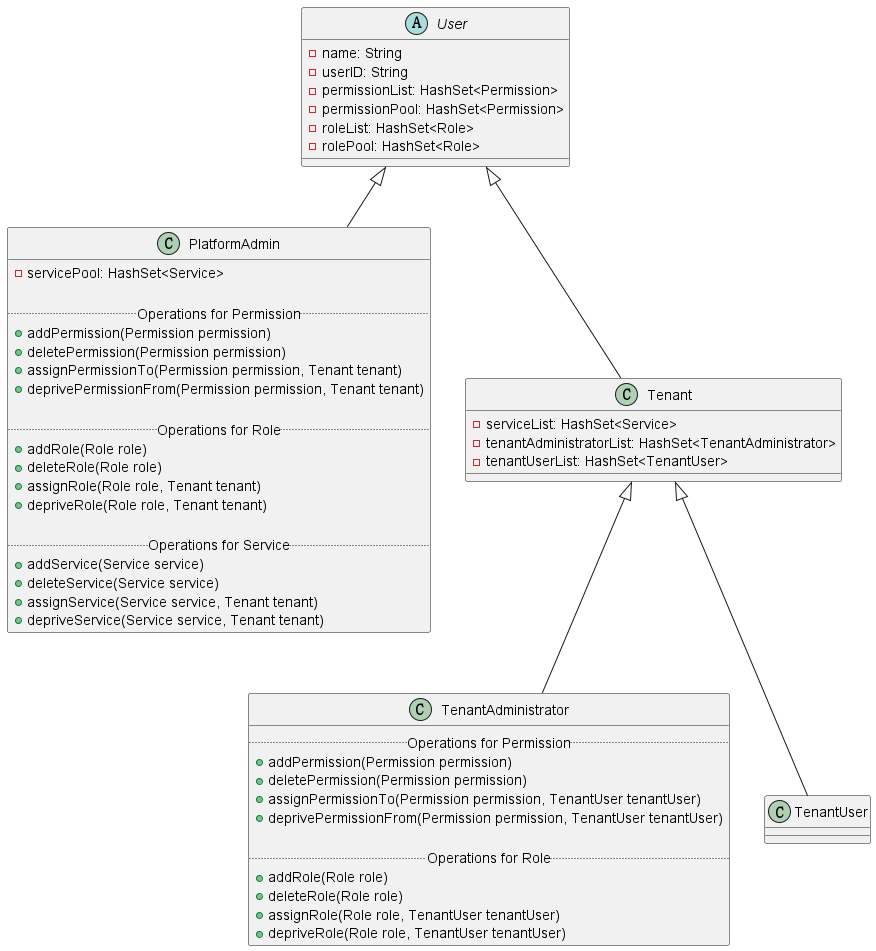 A User
name: String
userID: String
permissionList: HashSet<Permission>
permissionPool: HashSet<Permission>
roleList: HashSet<Role>
rolePool: HashSet<Role>
C PlatformAdmin
servicePool: HashSet<Service>
Operations for Permission
addPermission(Permission permission)
deletePermission(Permission permission)
assignPermissionTo(Permission permission, Tenant tenant)
deprivePermissionFrom(Permission permission, Tenant tenant)
Operations for Role
addRole(Role role)
deleteRole(Role role)
assignRole(Role role, Tenant tenant)
depriveRole(Role role, Tenant tenant)
Operations for Service
addService(Service service)
deleteService(Service service)
assignService(Service service, Tenant tenant)
depriveService(Service service, Tenant tenant)
C Tenant
serviceList: HashSet<Service>
tenantAdministratorList: HashSet<TenantAdministrator>
tenantUserList: HashSet<TenantUser>
C TenantAdministrator
Operations for Permission
addPermission(Permission permission)
deletePermission(Permission permission)
assignPermissionTo(Permission permission, TenantUser tenantUser)
deprivePermissionFrom(Permission permission, TenantUser tenantUser)
Operations for Role
addRole(Role role)
deleteRole(Role role)
assignRole(Role role, TenantUser tenantUser)
depriveRole(Role role, TenantUser tenantUser)
C TenantUser